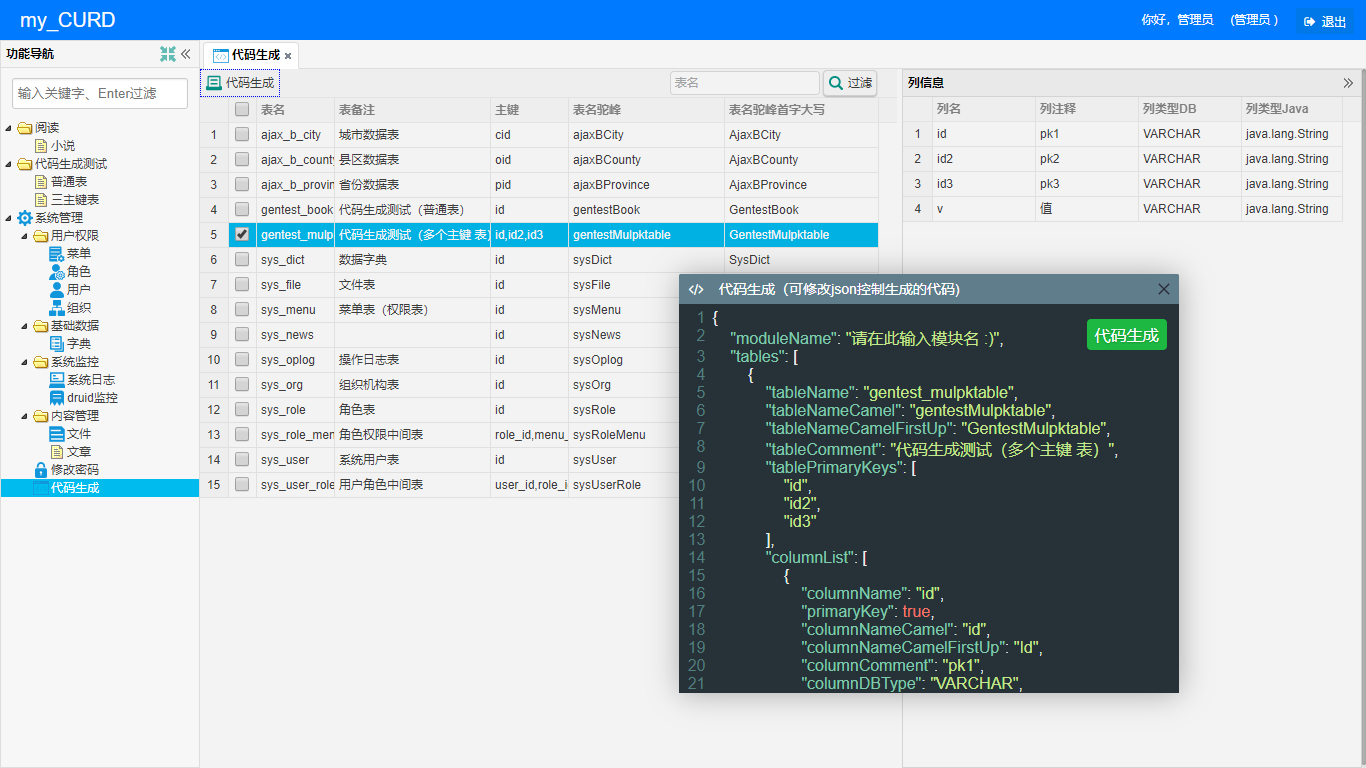 my_CURD
你好，管理员 (管理员 ) 退出
功能导航
代码生成
输入关键字、Enter过滤
阅读
小说
代码生成测试
普通表
三主键表
系统管理
用户权限
菜单
角色
用户
组织
基础数据
字典
系统监控
系统日志
druid监控
内容管理
文件
文章
修改密码
代码生成
代码生成 表名 过滤
表名 表备注 主键 表名驼峰 表名驼峰首字大写
1 ajax_b_city 城市数据表 cid ajaxBCity AjaxBCity
2 ajax_b_county 县区数据表 oid ajaxBCounty AjaxBCounty
3 ajax_b_provin 省份数据表 pid ajaxBProvince AjaxBProvince
4 gentest_book 代码生成测试（普通表） id gentestBook GentestBook
5 gentest_mulp 代码生成测试（多个主键 表） id,id2,id3 gentestMulpktable GentestMulpktable
6 sys_dict 数据字典 id sysDict SysDict
7 sys_file 文件表 id sysFile
8 sys_menu 菜单表（权限表） id sysMenu
9 sys_news id sysNews
10 sys_oplog 操作日志表 id sysOplog
11 sys_org 组织机构表 id sysOrg
12 sys_role 角色表 id sysRole
13 sys_role_men 角色权限中间表 role_id,menu_ sysRoleMenu
14 sys_user 系统用户表 id sysUser
15 sys_user_role 用户角色中间表 user_id,role_i sysUserRole
列信息
列名 列注释 列类型DB 列类型Java
1 id pk1 VARCHAR java.lang.String
2 id2 pk2 VARCHAR java.lang.String
3 id3 pk3 VARCHAR java.lang.String
4 v 值 VARCHAR java.lang.String
代码生成（可修改json控制生成的代码)
代码生成
1 {
2 "moduleName": "请在此输入模块名 :)",
3 "tables": [
4 {
5 "tableName": "gentest_mulpktable",
6 "tableNameCamel": "gentestMulpktable",
7 "tableNameCamelFirstUp": "GentestMulpktable",
8 "tableComment": "代码生成测试（多个主键 表）",
9 "tablePrimaryKeys": [
10 "id",
11 "id2",
12 "id3"
13 ],
14 "columnList": [
15 {
16 "columnName": "id",
17 "primaryKey": true,
18 "columnNameCamel": "id",
19 "columnNameCamelFirstUp": "Id",
20 "columnComment": "pk1",
21 "columnDBType": "VARCHAR",